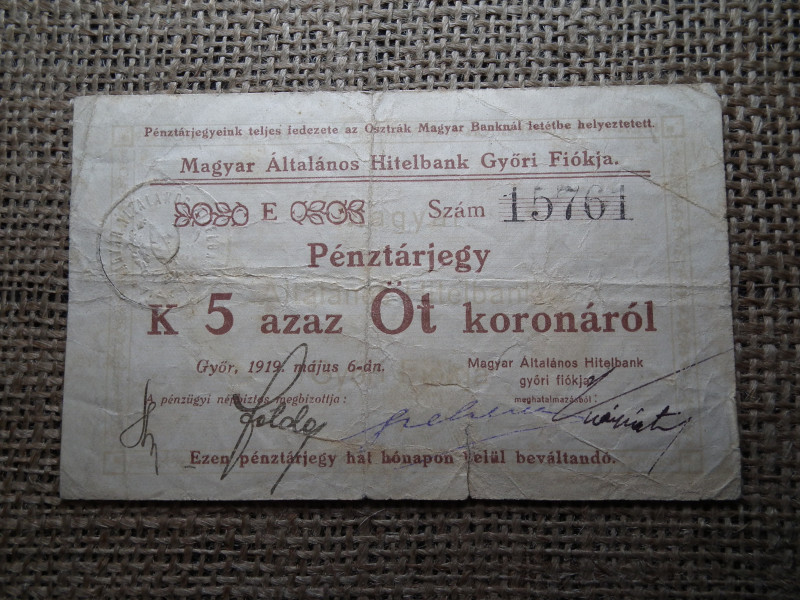 Pénztárjegyeink teljes fedezete az Osztrák Magyar Banknál letétbe helyeztetett.
Magyar Általános Hitelbank Győri Fiókja.
E Szám 15761
Pénztárjegy
K 5 azaz Öt koronáról
Győr, 1919. május 6-dn.
Magyar Általános Hitelbank
győri fiókja
A pénzügyi népbiztos megbizottja:
meghatalmazásból:
Ezen pénztárjegy hat hónapon belül beváltandó.